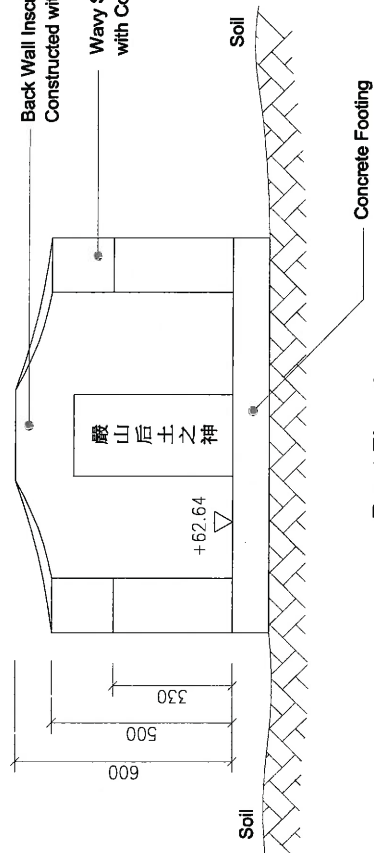 Back Wall Insc
Constructed wit
Wavy S
with Co
Soil
嚴山后土之神
+62.64
330
500
600
Soil
Concrete Footing